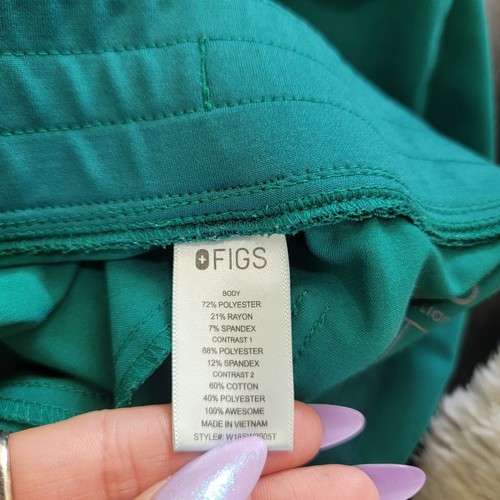 FIGS
BODY
72% POLYESTER
21% RAYON
7% SPANDEX
CONTRAST 1
88% POLYESTER
12% SPANDEX
CONTRAST 2
60% COTTON
40% POLYESTER
100% AWESOME
MADE IN VIETNAM
STYLE#: